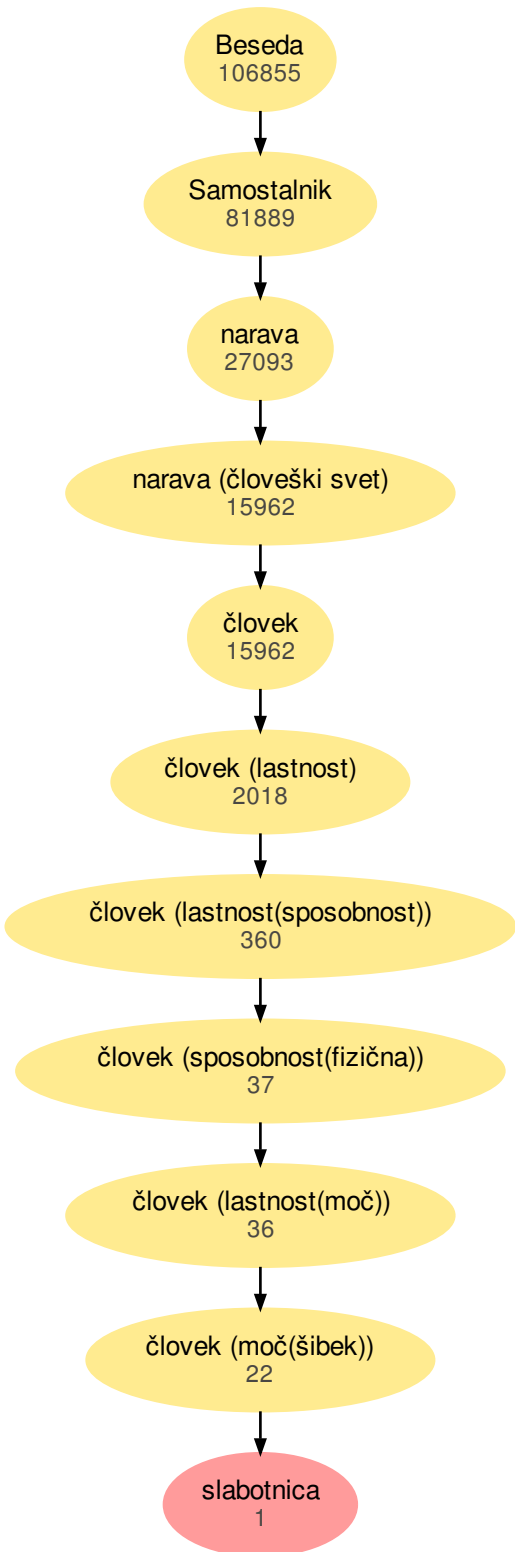 Beseda
106855
Samostalnik
81889
narava
27093
narava (človeški svet)
15962
človek
15962
človek (lastnost)
2018
človek (lastnost(sposobnost))
360
človek (sposobnost(fizična))
37
človek (lastnost(moč))
36
človek (moč(šibek))
22
slabotnica
1